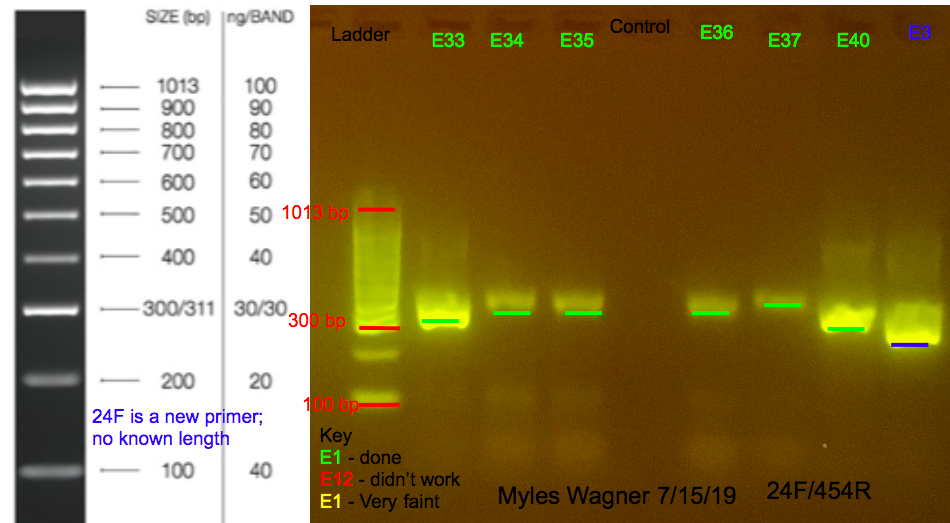 SIZE (bp) ng/BAND
1013 100
900 90
800 80
700 70
600 60
500 50
400 40
300/311 30/30
200 20
100 40
24F is a new primer;
no known length
Ladder E33 E34 E35 Control E36 E37 E40 E3
1013 bp
300 bp
100 bp
Key
E1 - done
E12 - didn't work
E1 - Very faint
Myles Wagner 7/15/19 24F/454R